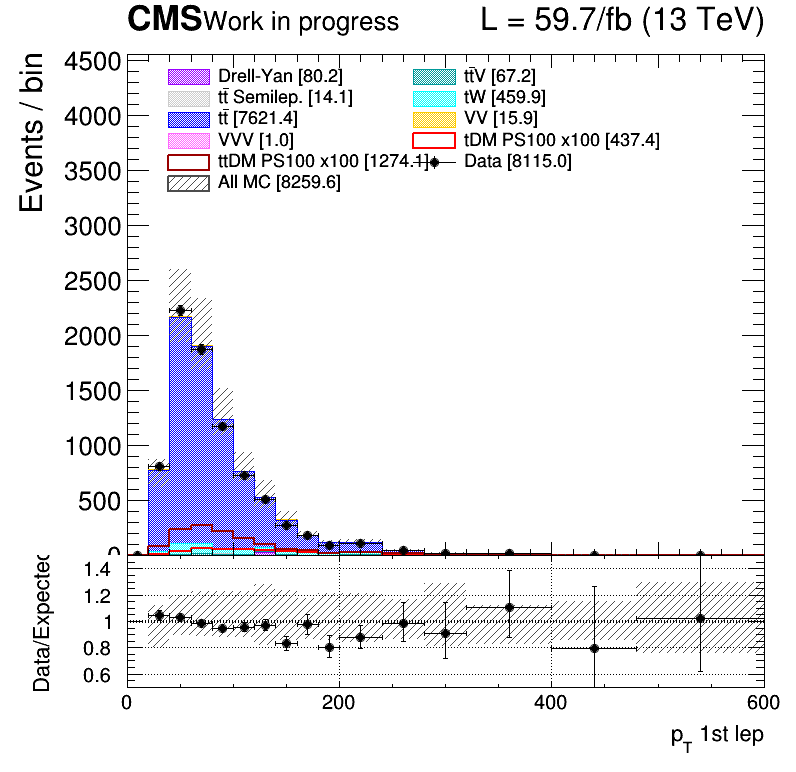 CMS Work in progress L = 59.7/fb (13 TeV)
Events / bin
4500
4000
3500
3000
2500
2000
1500
1000
500
0
Drell-Yan [80.2] tt̄V [67.2]
tt̄ Semilep. [14.1] tW [459.9]
tt̄ [7621.4] VV [15.9]
VVV [1.0] tDM PS100 x100 [437.4]
ttDM PS100 x100 [1274.1] Data [8115.0]
All MC [8259.6]
Data/Expected
1.4
1.2
1
0.8
0.6
0 200 400 600
p_T 1st lep